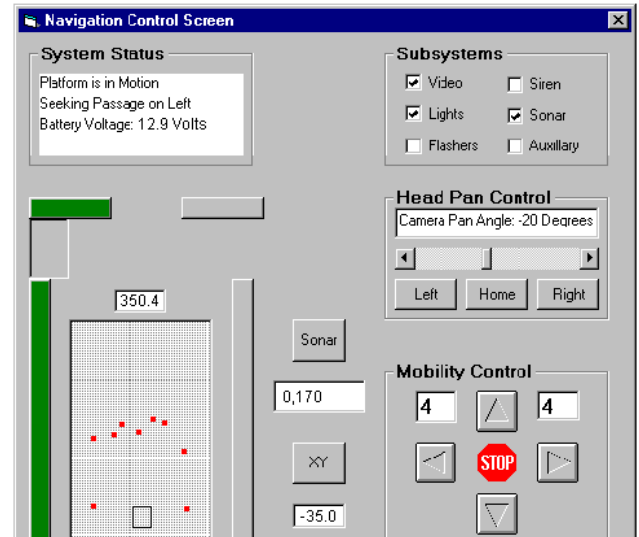 Navigation Control Screen
System Status
Platform is in Motion
Seeking Passage on Left
Battery Voltage: 12.9 Volts
Subsystems
Video
Siren
Lights
Sonar
Flashers
Auxillary
Head Pan Control
Camera Pan Angle: -20 Degrees
Left
Home
Right
350.4
Sonar
0,170
XY
-35.0
Mobility Control
4
4
STOP